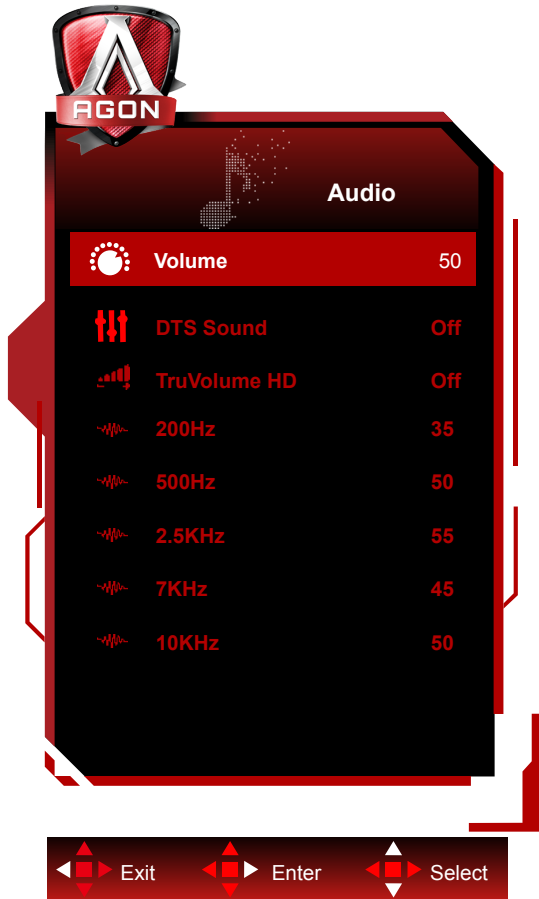 AGON
Audio
Volume 50
DTS Sound Off
TruVolume HD Off
200Hz 35
500Hz 50
2.5KHz 55
7KHz 45
10KHz 50
Exit Enter Select